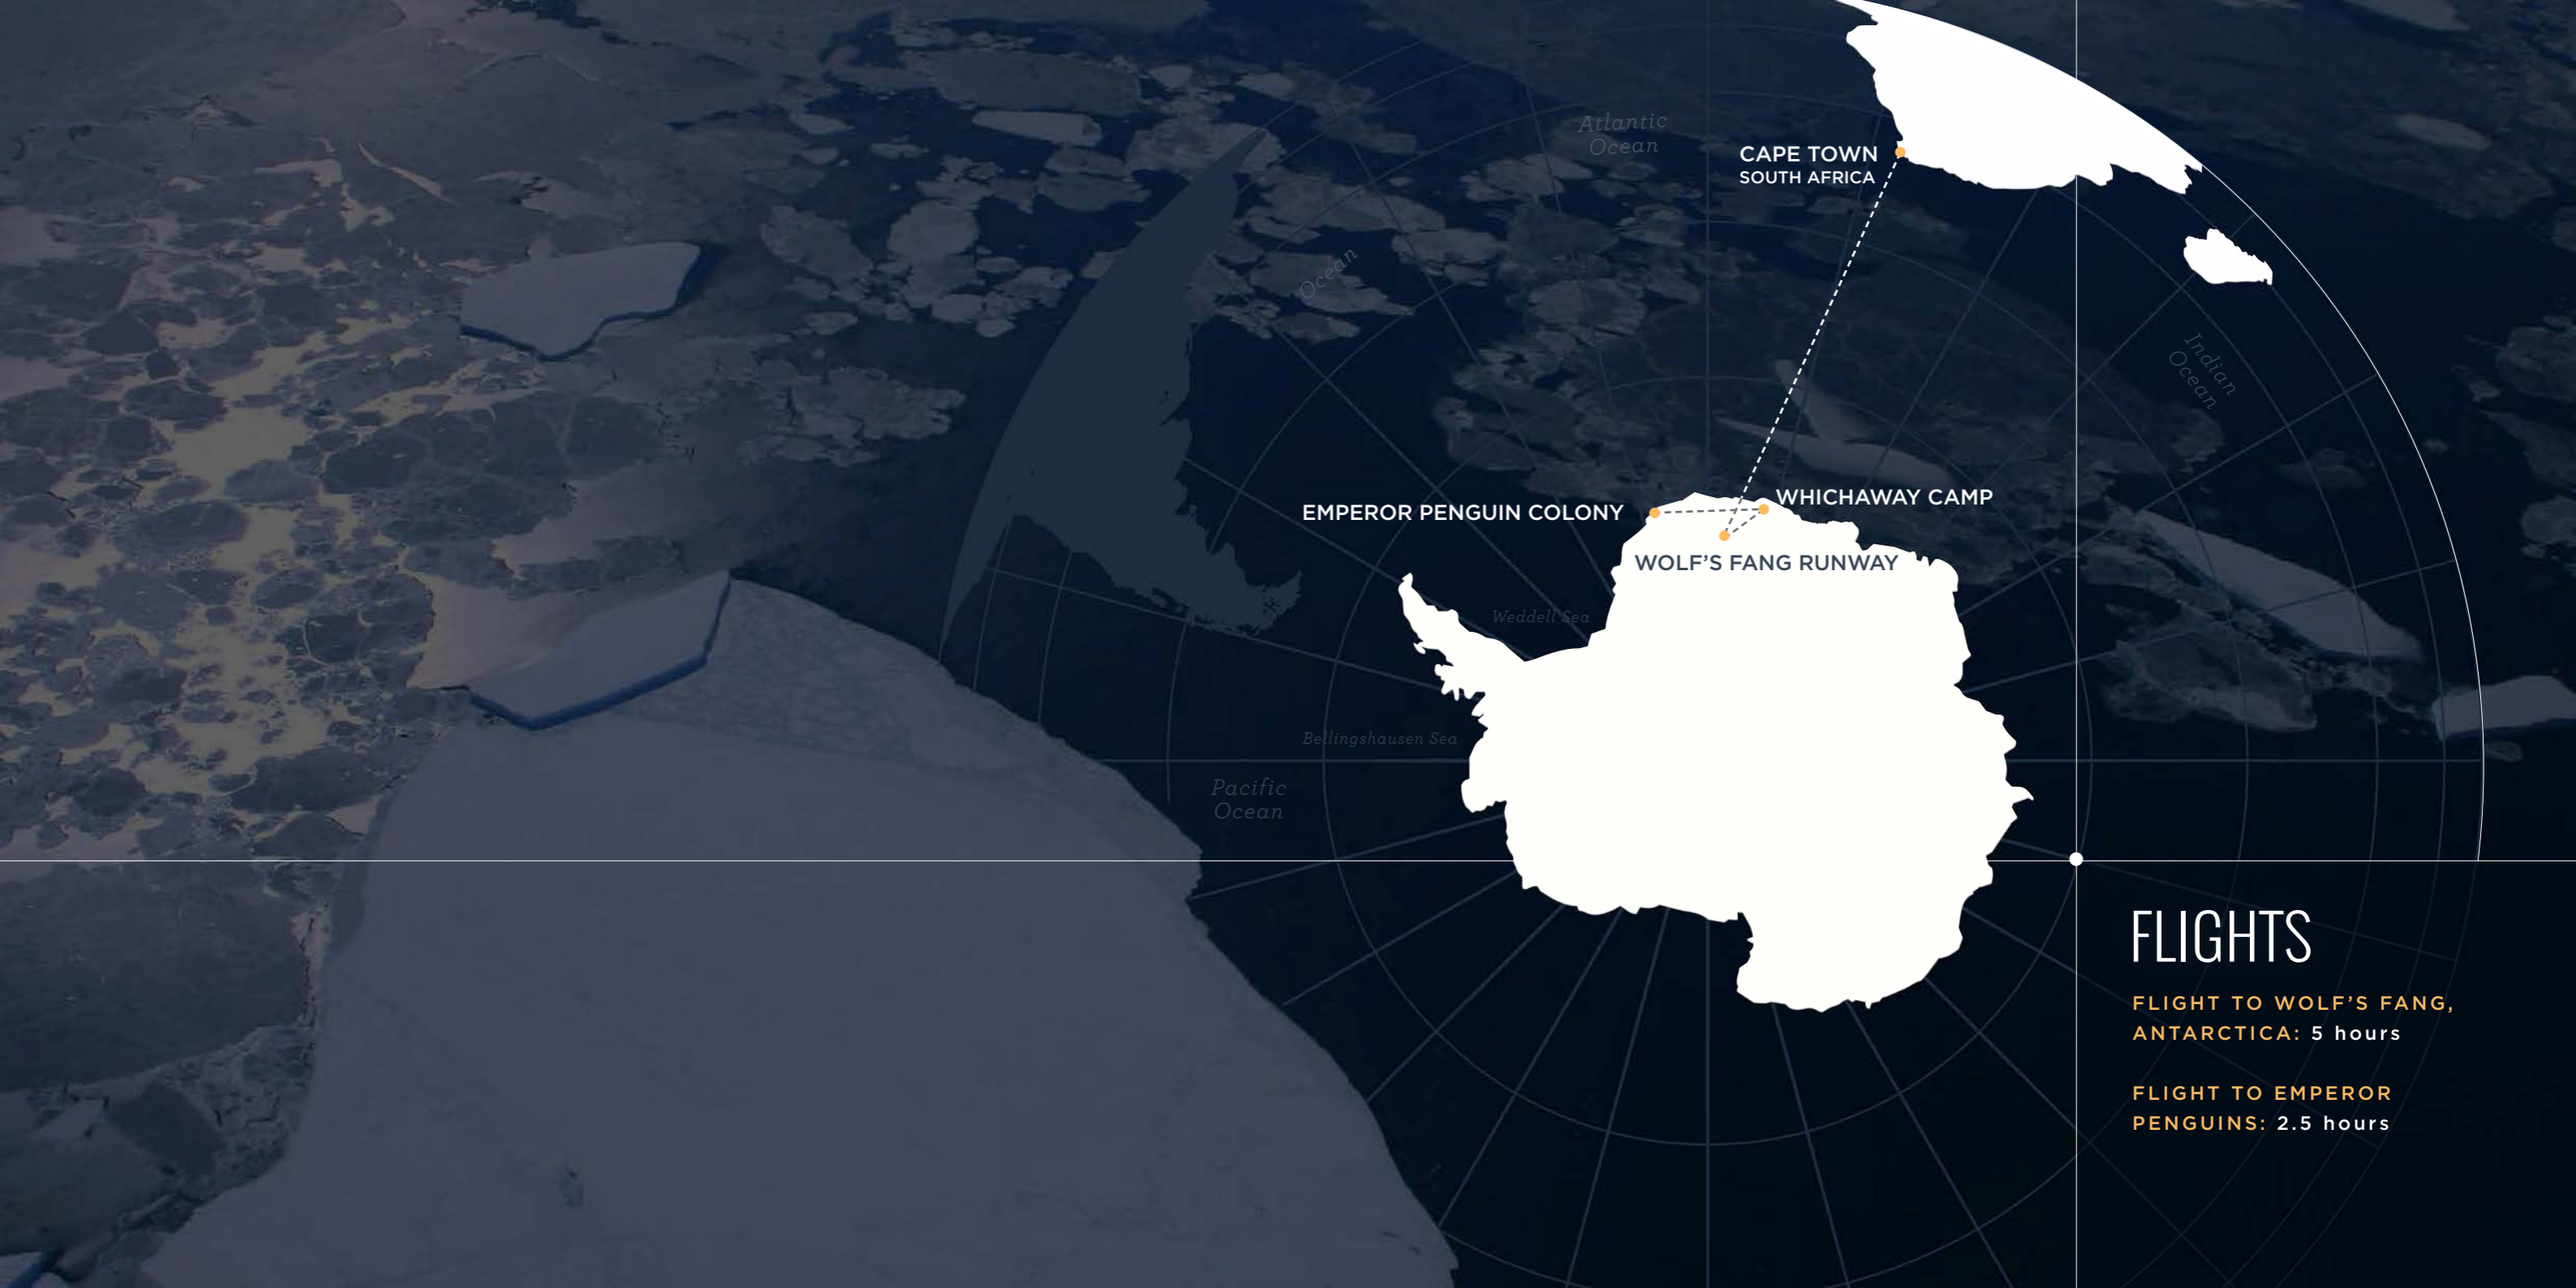 Atlantic
Ocean
CAPE TOWN
SOUTH AFRICA
Ocean
Indian
Ocean
WHICHAWAY CAMP
EMPEROR PENGUIN COLONY
WOLF’S FANG RUNWAY
Weddell Sea
Bellingshausen Sea
Pacific
Ocean
FLIGHTS
FLIGHT TO WOLF’S FANG,
ANTARCTICA: 5 hours
FLIGHT TO EMPEROR
PENGUINS: 2.5 hours